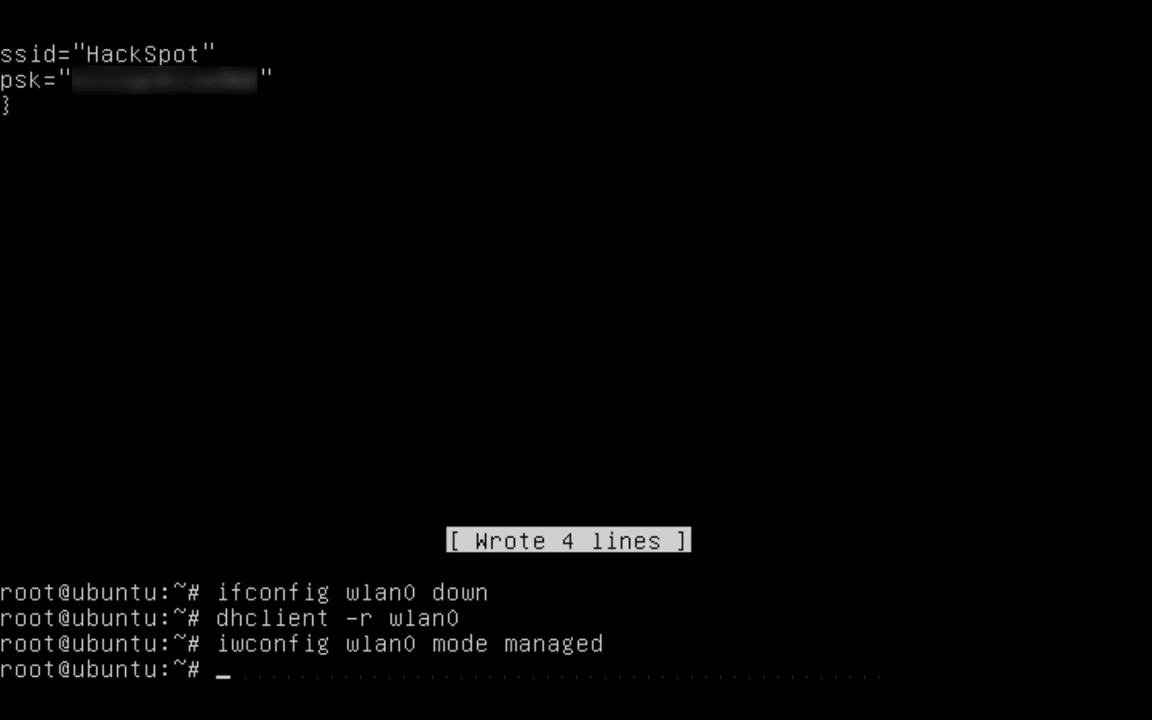 ssid="HackSpot"
psk=""
}
[ Wrote 4 lines ]
root@ubuntu:~# ifconfig wlan0 down
root@ubuntu:~# dhclient -r wlan0
root@ubuntu:~# iwconfig wlan0 mode managed
root@ubuntu:~# _